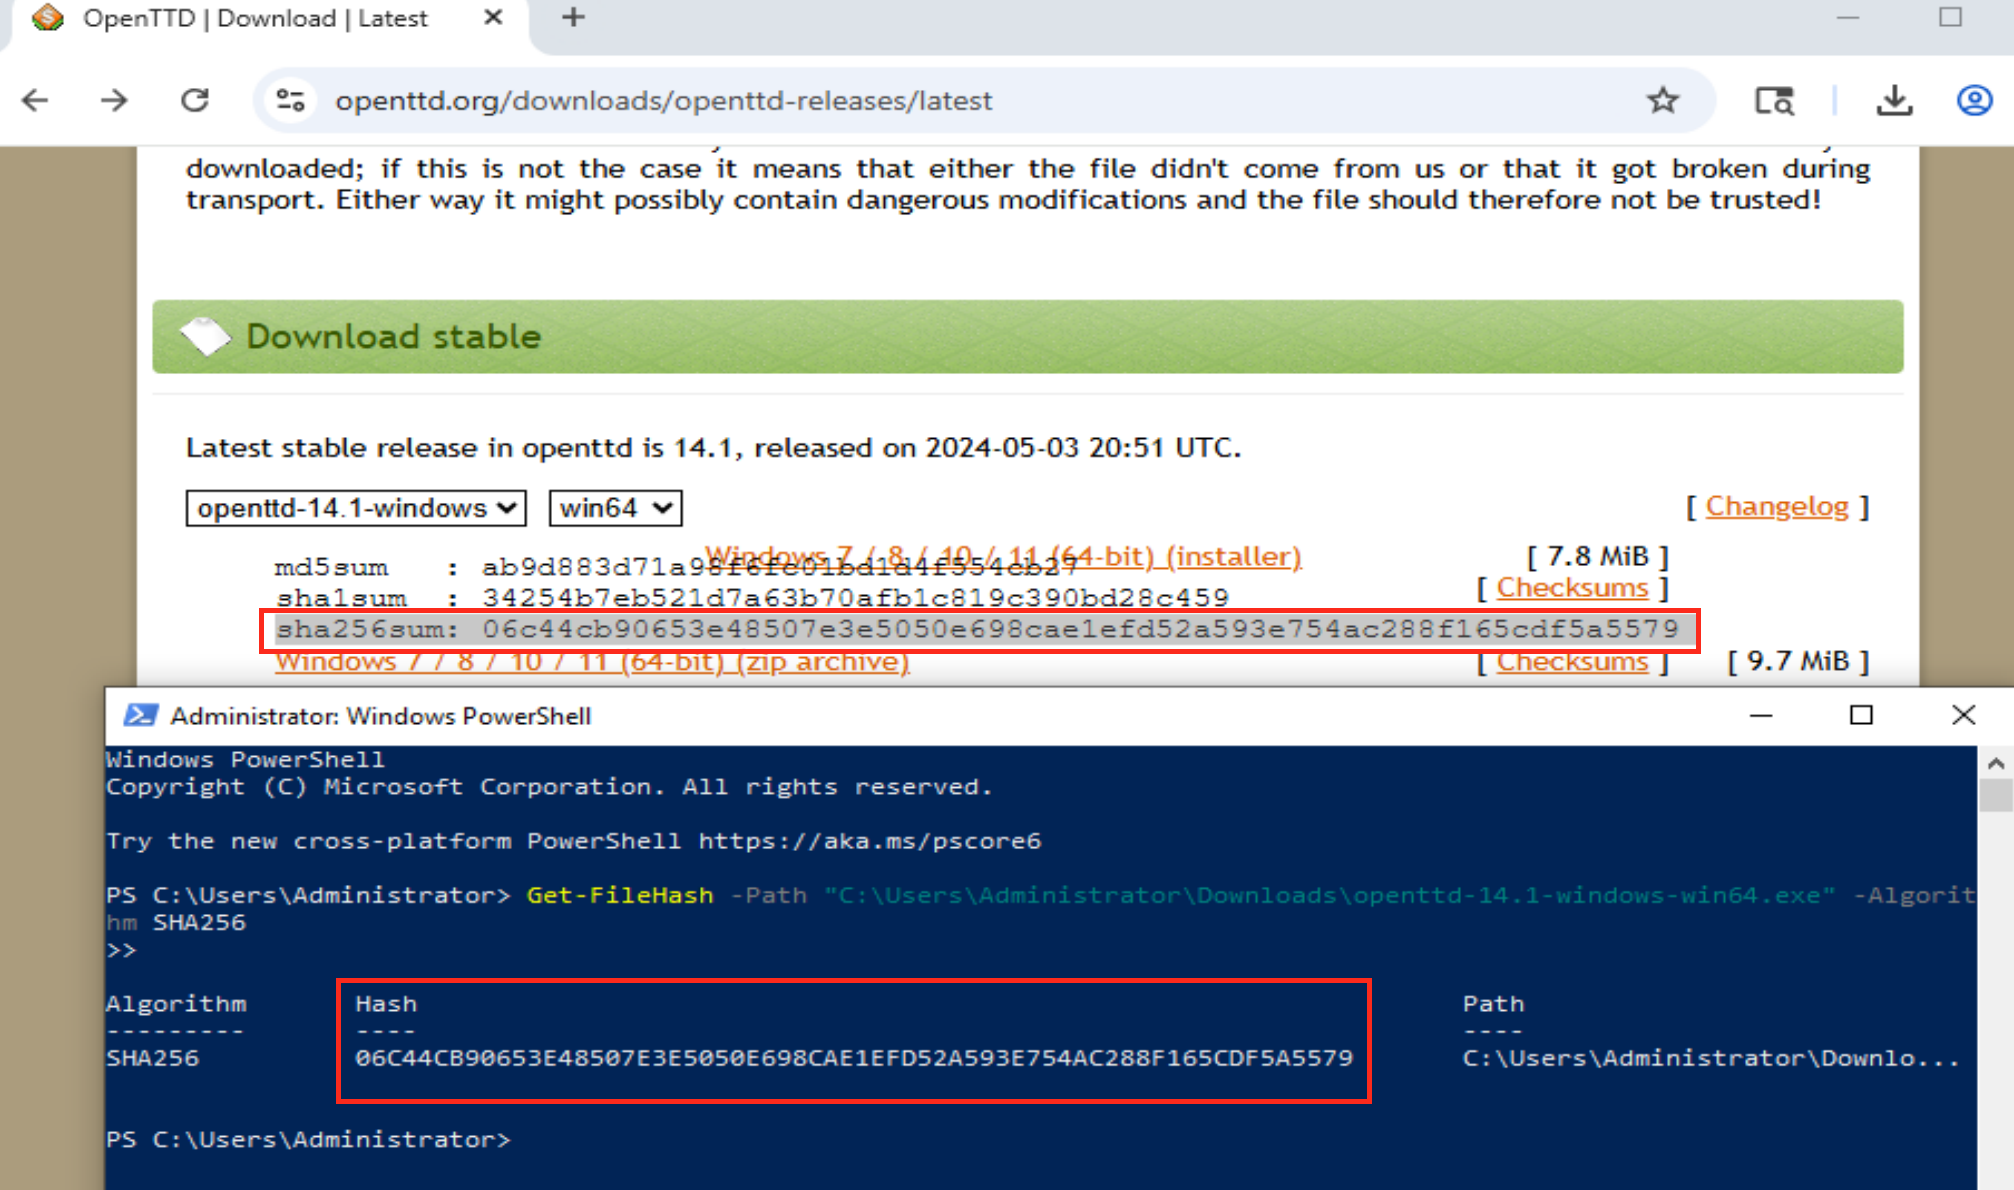 OpenTTD | Download | Latest
openttd.org/downloads/openttd-releases/latest
downloaded; if this is not the case it means that either the file didn't come from us or that it got broken during
transport. Either way it might possibly contain dangerous modifications and the file should therefore not be trusted!
Download stable
Latest stable release in openttd is 14.1, released on 2024-05-03 20:51 UTC.
openttd-14.1-windows win64 [ Changelog ]
Windows 7 / 8 / 10 / 11 (64-bit) (installer) [ 7.8 MiB ]
md5sum : ab9d883d71a98f6fc01bd1d4f554cb27
[ Checksums ]
sha1sum : 34254b7eb521d7a63b70afb1c819c390bd28c459
sha256sum: 06c44cb90653e48507e3e5050e698cae1efd52a593e754ac288f165cdf5a5579
Windows 7 / 8 / 10 / 11 (64-bit) (zip archive) [ Checksums ] [ 9.7 MiB ]
Administrator: Windows PowerShell
Windows PowerShell
Copyright (C) Microsoft Corporation. All rights reserved.
Try the new cross-platform PowerShell https://aka.ms/pscore6
PS C:\Users\Administrator> Get-FileHash -Path "C:\Users\Administrator\Downloads\openttd-14.1-windows-win64.exe" -Algorit
hm SHA256
>>
Algorithm Hash Path
--------- ---- ----
SHA256 06C44CB90653E48507E3E5050E698CAE1EFD52A593E754AC288F165CDF5A5579 C:\Users\Administrator\Downlo...
PS C:\Users\Administrator>